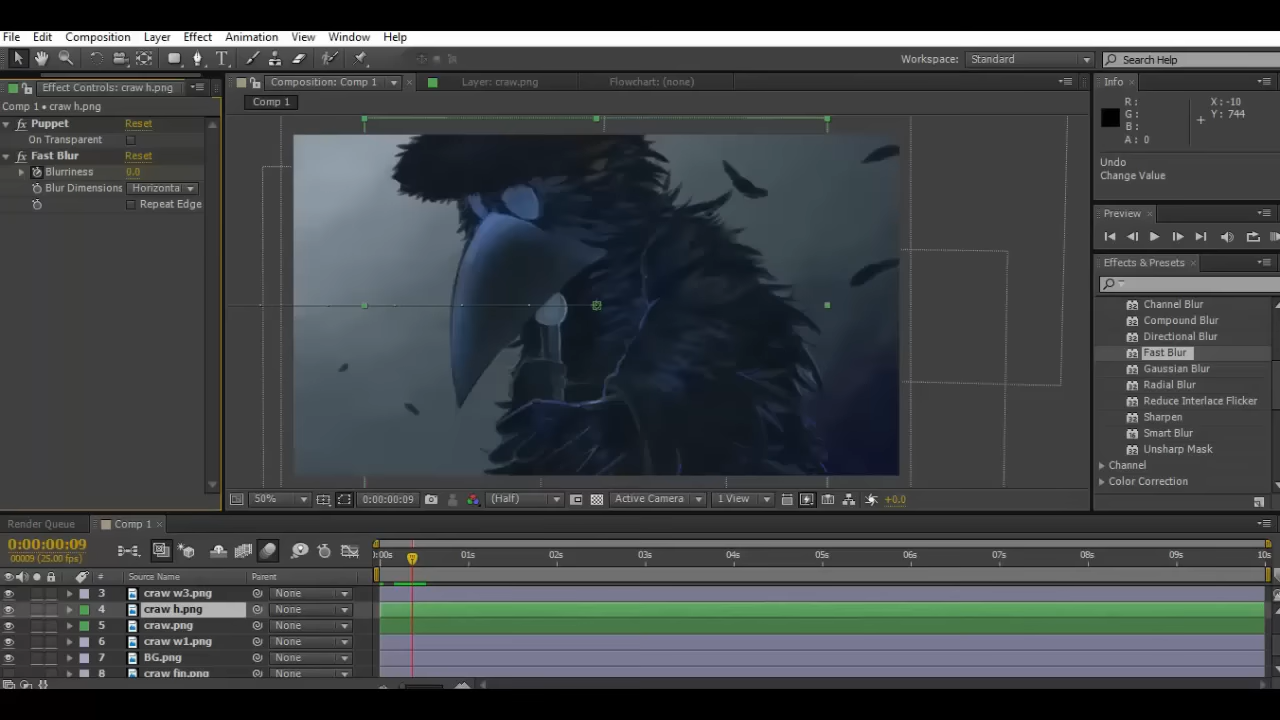 File Edit Composition Layer Effect Animation View Window Help
Workspace: Standard Search Help
Effect Controls: craw h.png Composition: Comp 1 Layer: craw.png Flowchart: (none) Info
Comp 1 • craw h.png Comp 1
Puppet Reset
On Transparent
Fast Blur Reset
Blurriness 0.0
Blur Dimensions Horizonta
Repeat Edge
R: X: -10
G: Y: 744
B:
A: 0
Undo
Change Value
Preview
Effects & Presets
Channel Blur
Compound Blur
Directional Blur
Fast Blur
Gaussian Blur
Radial Blur
Reduce Interlace Flicker
Sharpen
Smart Blur
Unsharp Mask
Channel
Color Correction
50% 0:00:00:09 (Half) Active Camera 1 View +0.0
Render Queue Comp 1
0:00:00:09
00009 (25.00 fps)
:00s 01s 02s 03s 04s 05s 06s 07s 08s 09s 10s
# Source Name Parent
3 craw w3.png None
4 craw h.png None
5 craw.png None
6 craw w1.png None
7 BG.png None
8 craw fin.png None